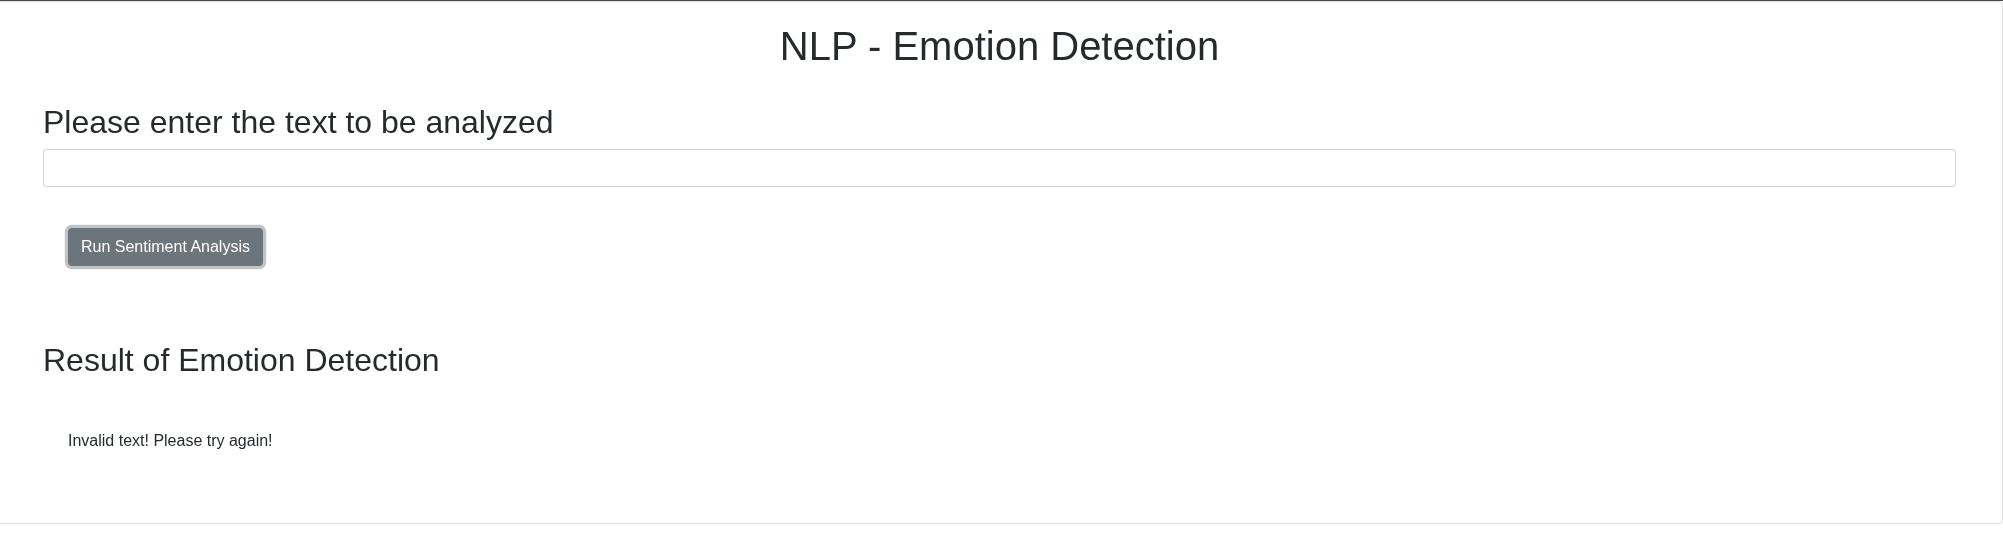 NLP - Emotion Detection
Please enter the text to be analyzed
Run Sentiment Analysis
Result of Emotion Detection
Invalid text! Please try again!